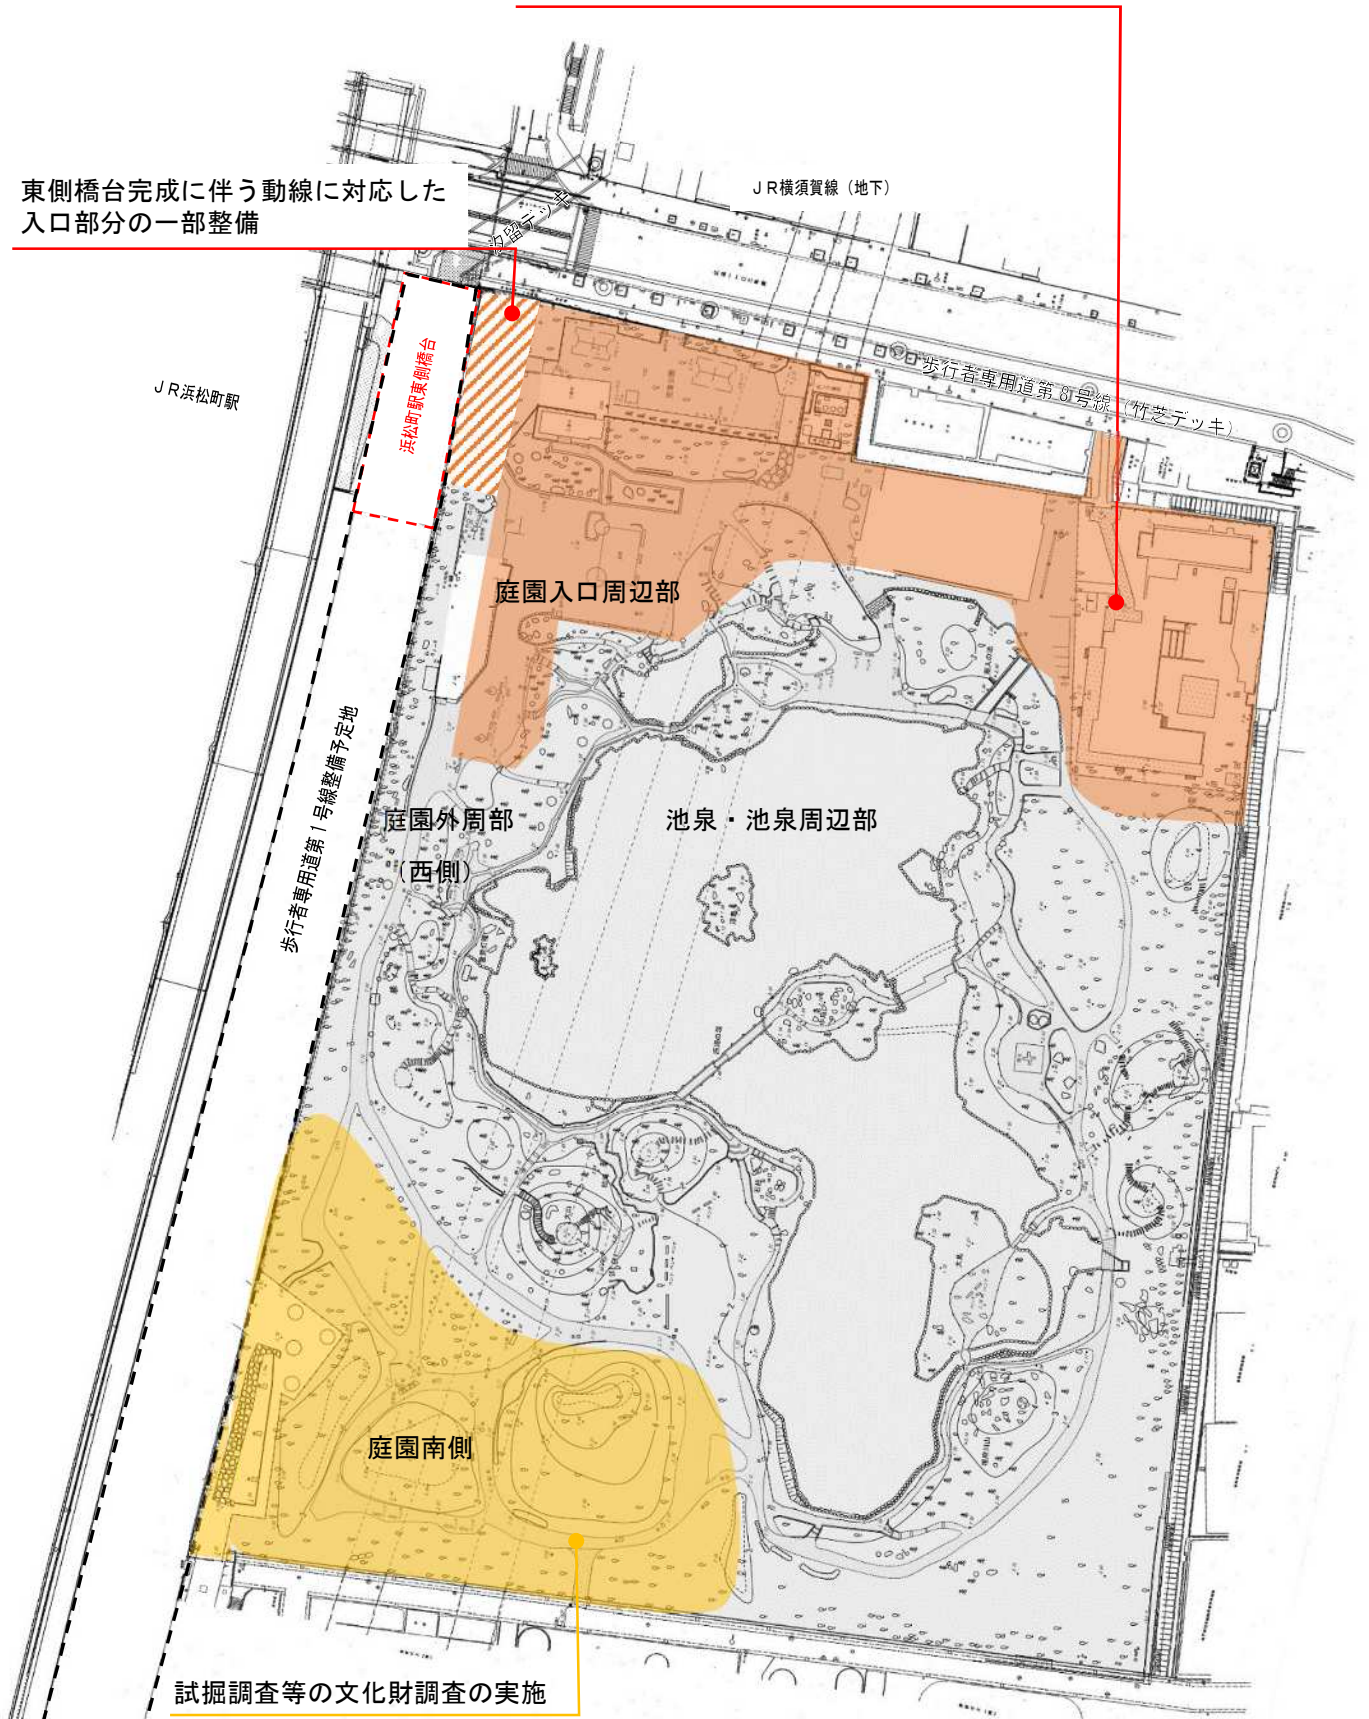 東側橋台完成に伴う動線に対応した
入口部分の一部整備
ＪＲ横須賀線（地下）
汐留デッキ
ＪＲ浜松町駅
浜松町駅東側橋台
歩行者専用道第８号線（竹芝デッキ）
庭園入口周辺部
歩行者専用道第１号線整備予定地
庭園外周部
（西側）
池泉・池泉周辺部
庭園南側
試掘調査等の文化財調査の実施